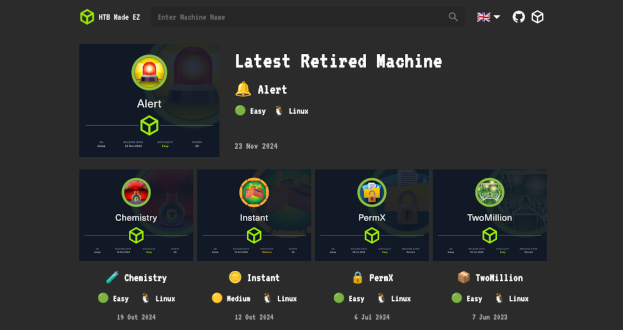 HTB Made EZ
Enter Machine Name
Latest Retired Machine
Alert
Alert
Easy Linux
23 Nov 2024
Chemistry
Instant
PermX
TwoMillion
Chemistry
Instant
PermX
TwoMillion
Easy Linux
Medium Linux
Easy Linux
Easy Linux
19 Oct 2024
12 Oct 2024
6 Jul 2024
7 Jun 2023